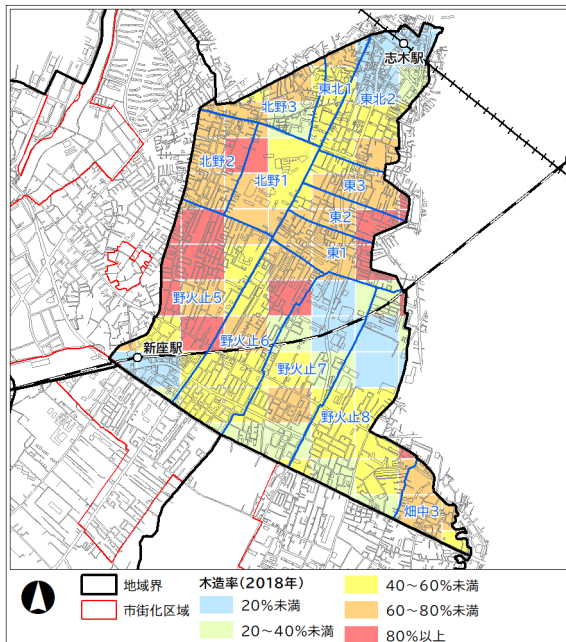 志木駅
東北1
東北2
北野3
北野2
北野1
東3
東2
東1
野火止5
野火止6
新座駅
野火止7
野火止8
畑中3
地域界
市街化区域
木造率(2018年)
20%未満
20~40%未満
40~60%未満
60~80%未満
80%以上